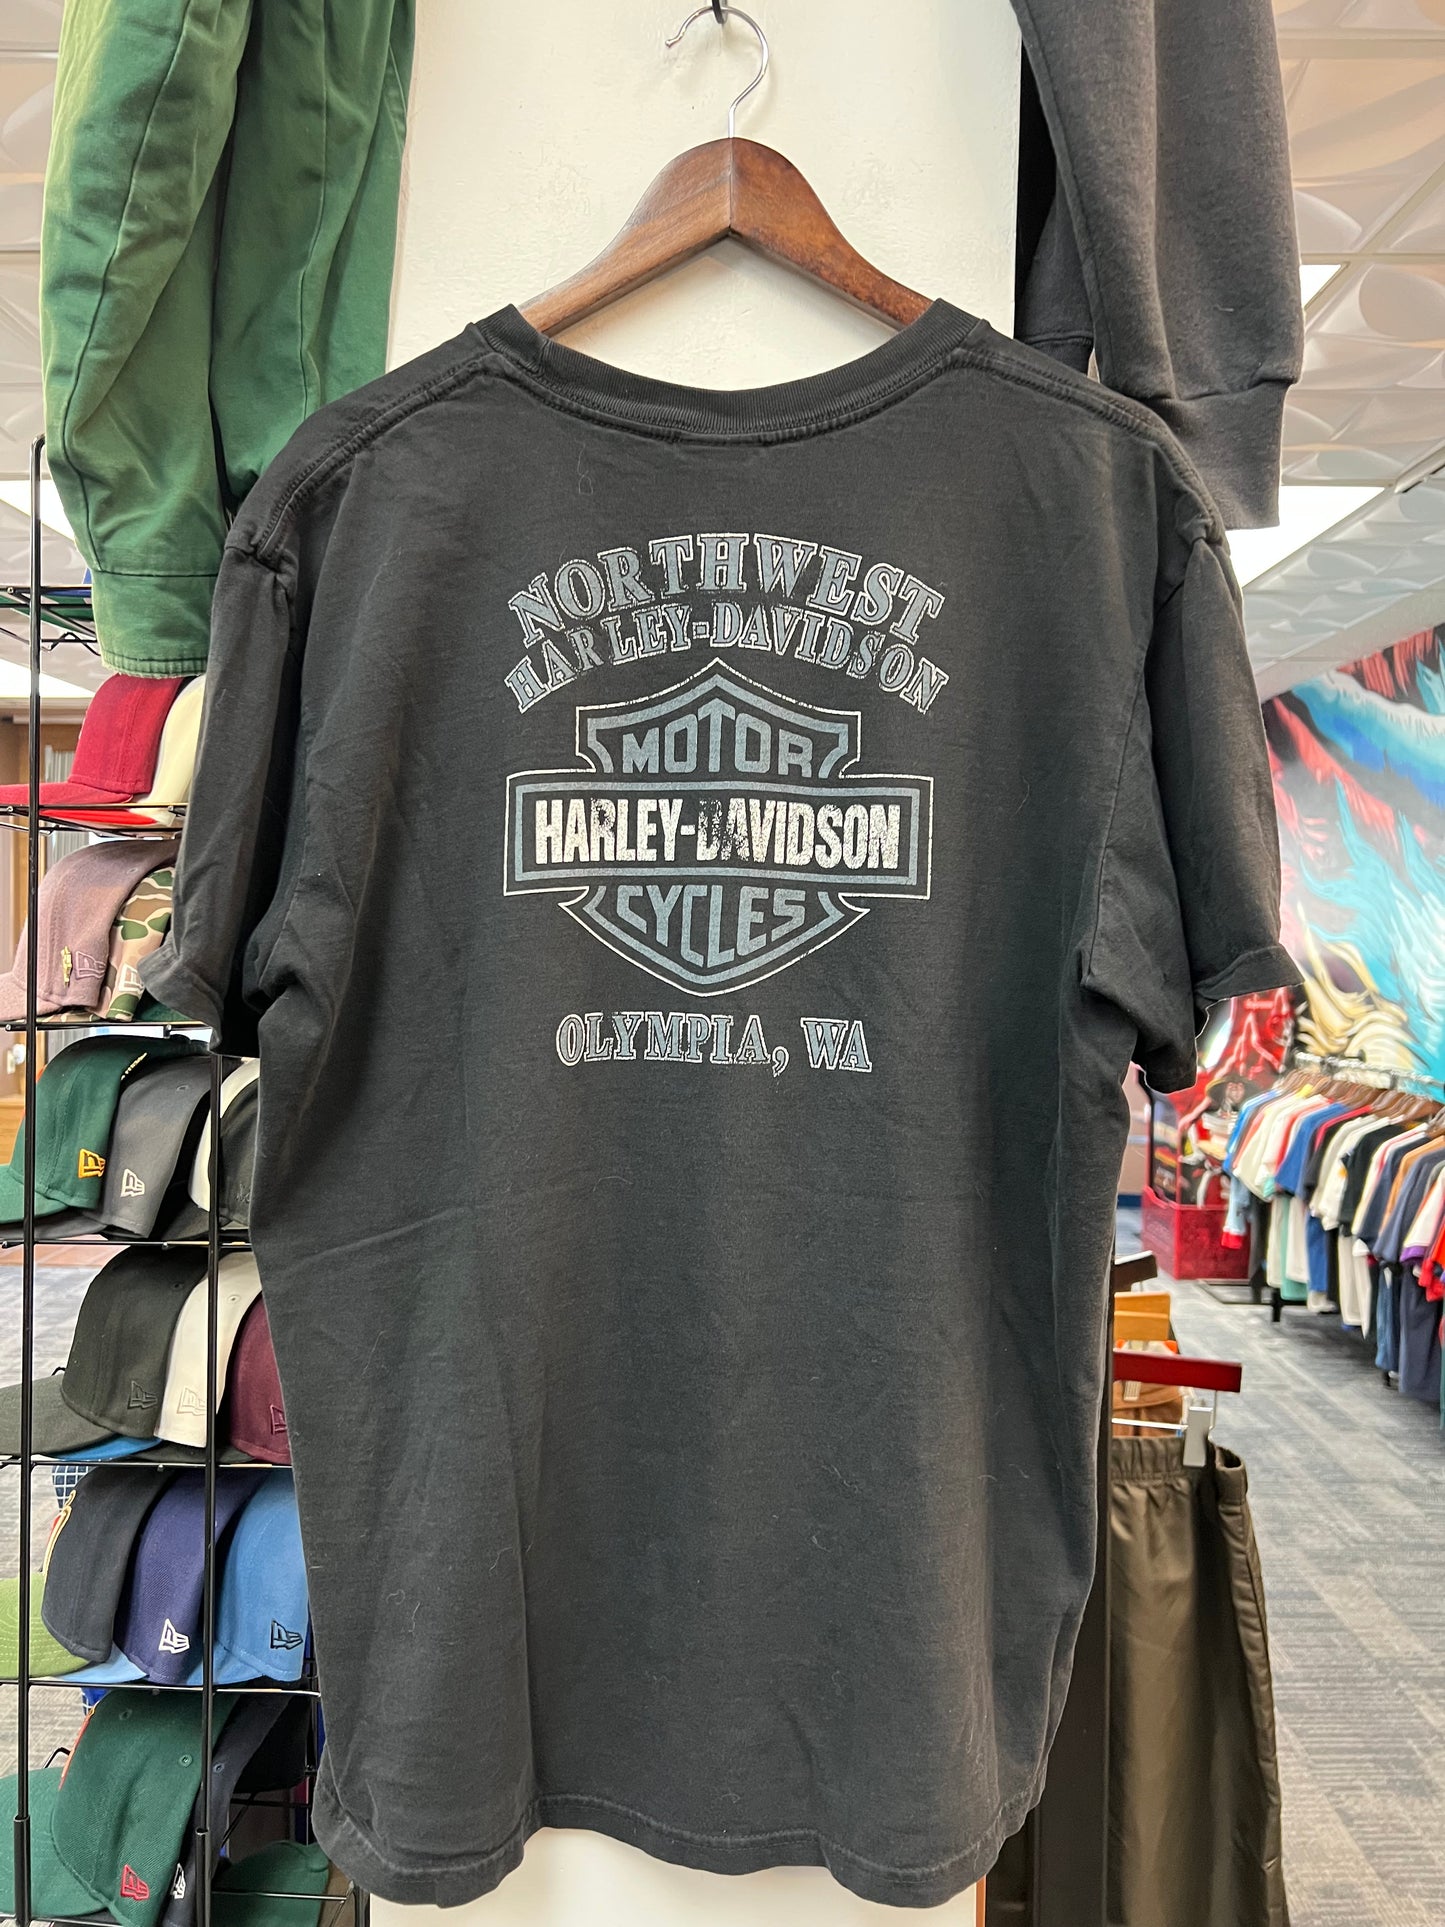 NORTHWEST
HARLEY-DAVIDSON
MOTOR
HARLEY-DAVIDSON
CYCLES
OLYMPIA, WA